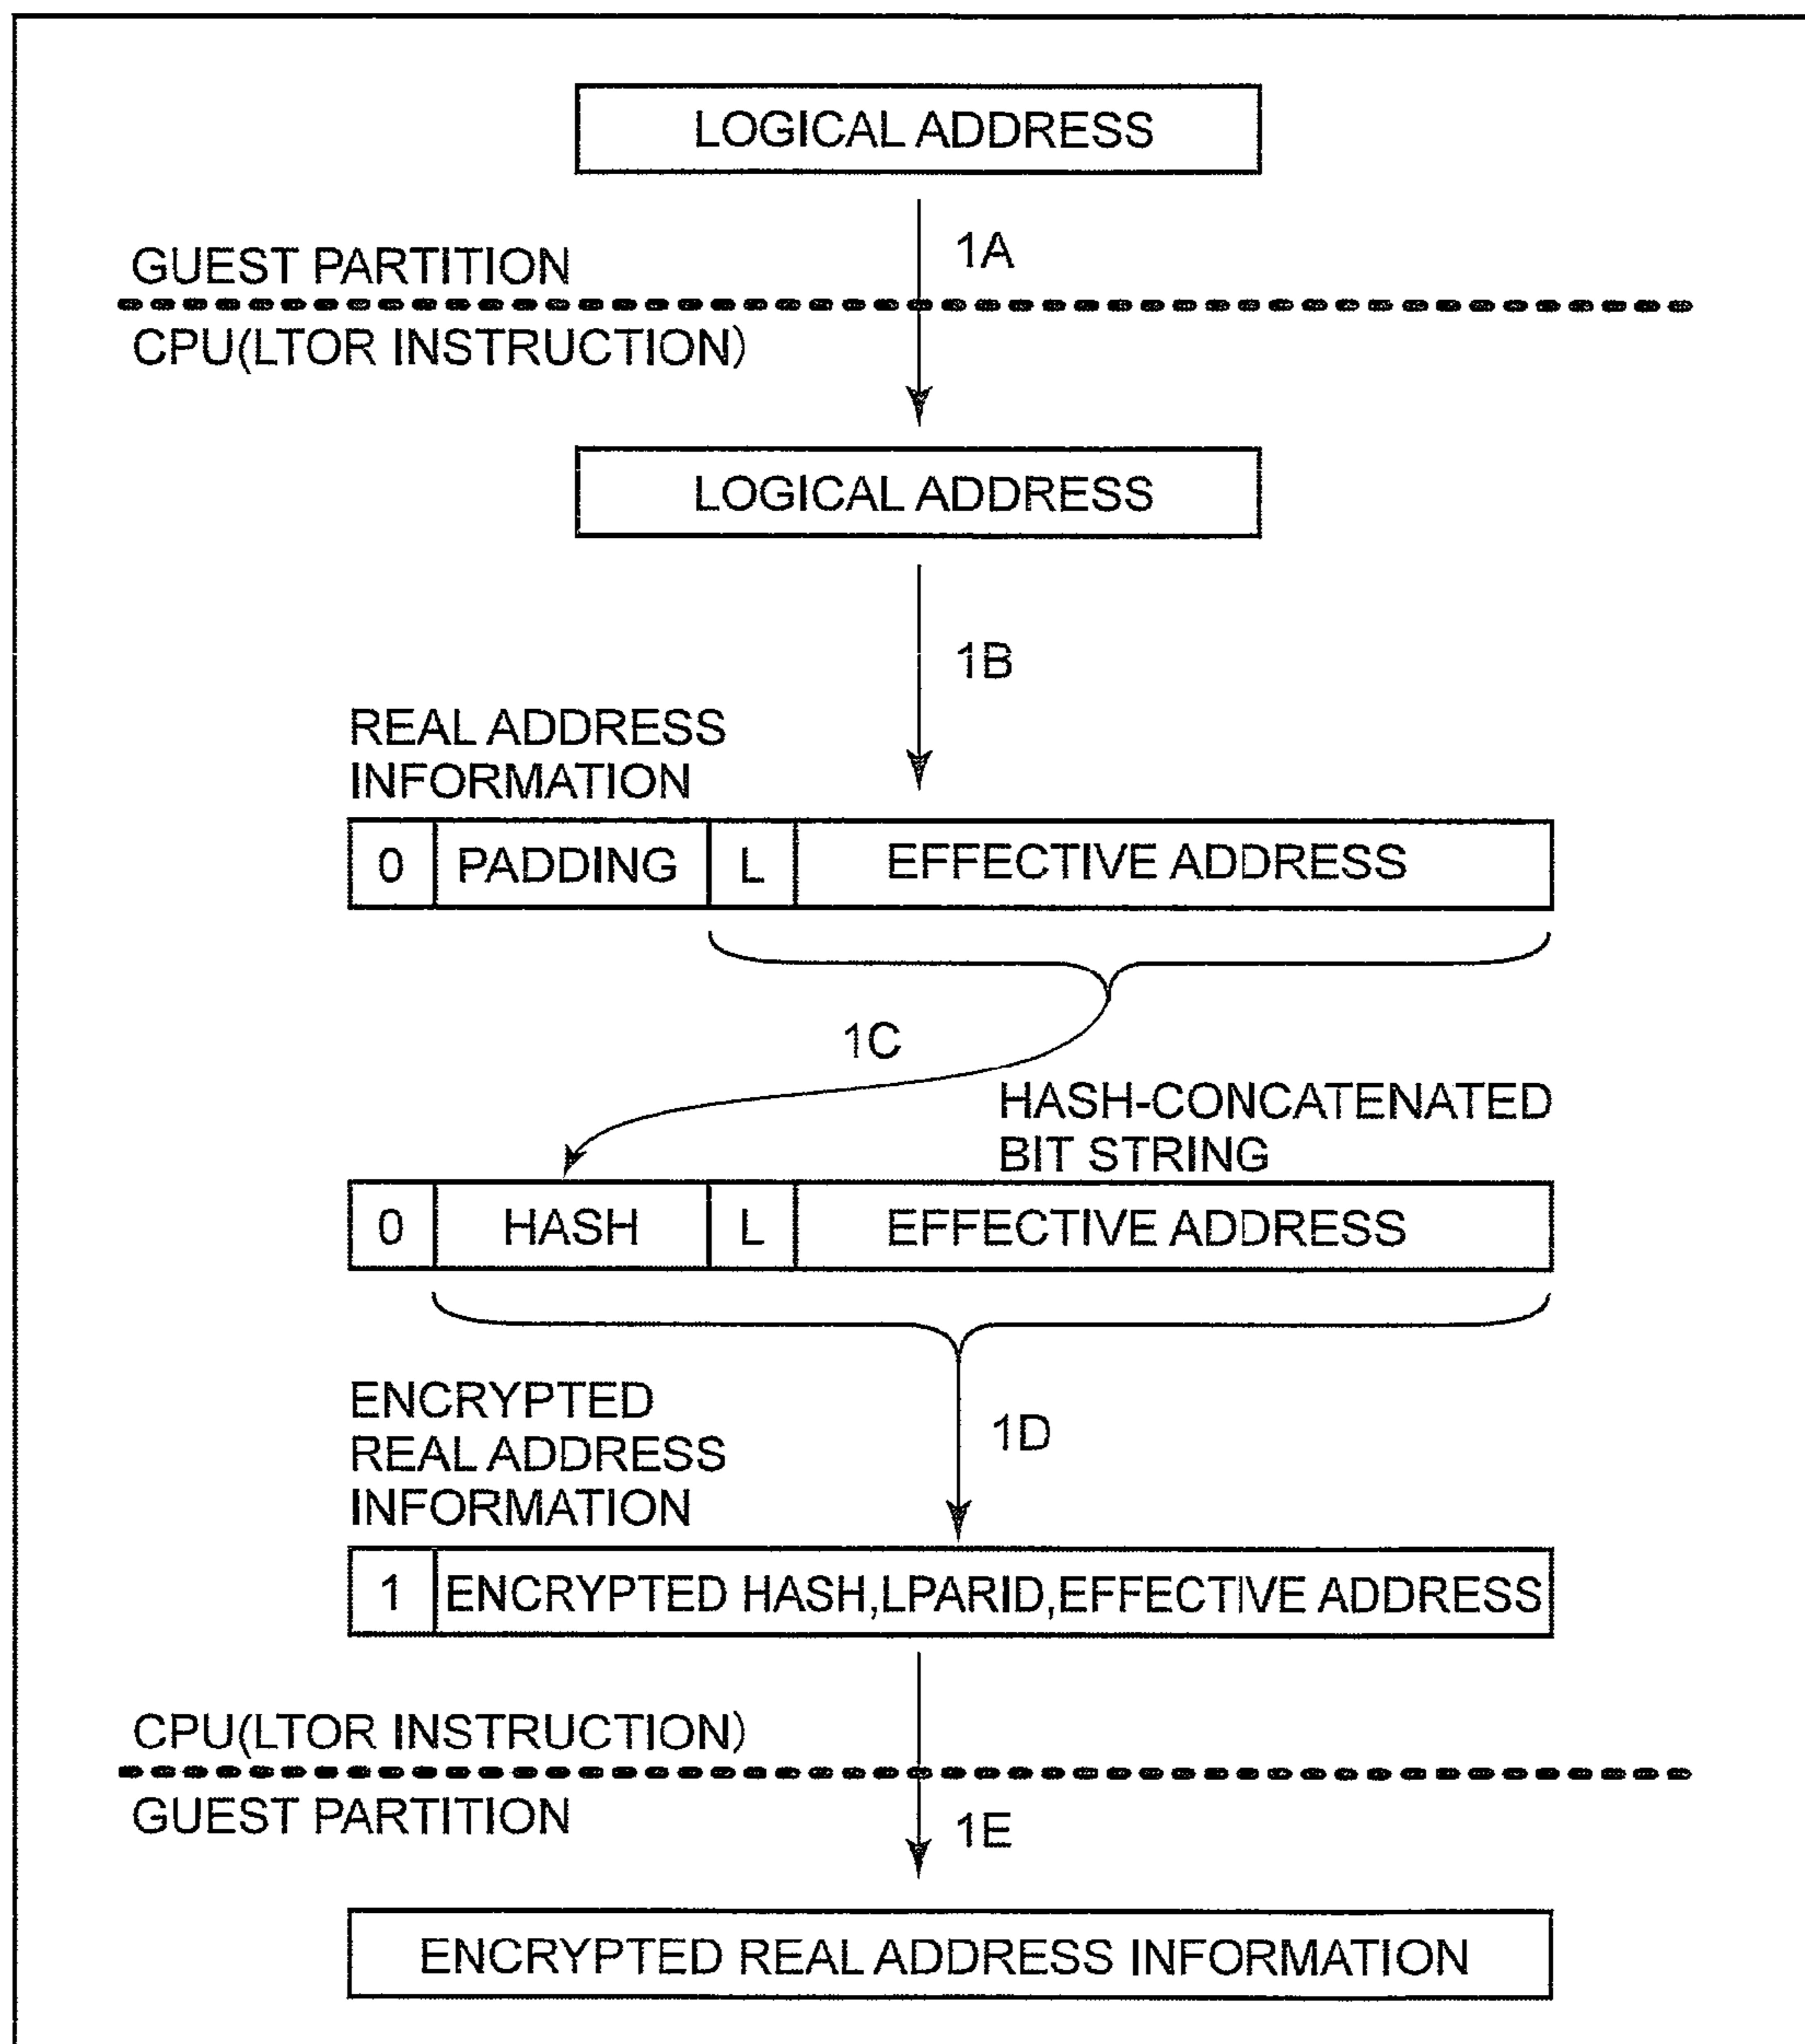 LOGICAL ADDRESS
1A
GUEST PARTITION
CPU(LTOR INSTRUCTION)
LOGICAL ADDRESS
1B
REAL ADDRESS
INFORMATION
0 PADDING L EFFECTIVE ADDRESS
1C
HASH-CONCATENATED
BIT STRING
0 HASH L EFFECTIVE ADDRESS
ENCRYPTED
REAL ADDRESS
INFORMATION
1D
1 ENCRYPTED HASH,LPARID,EFFECTIVE ADDRESS
CPU(LTOR INSTRUCTION)
GUEST PARTITION
1E
ENCRYPTED REAL ADDRESS INFORMATION